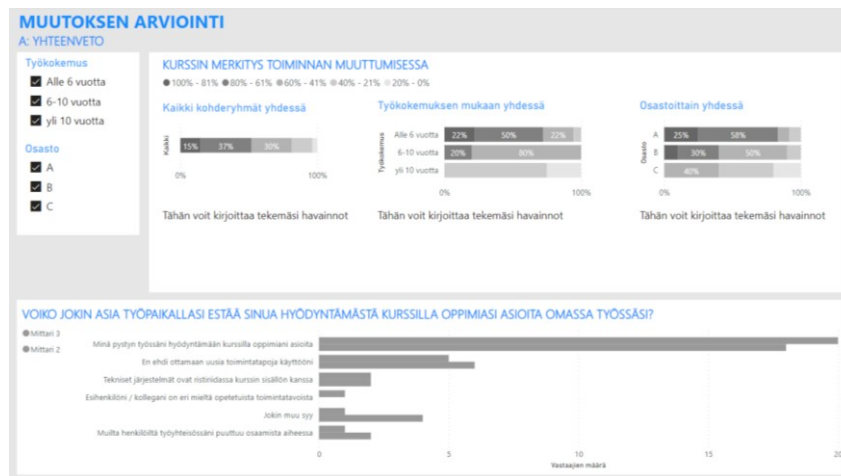 MUUTOKSEN ARVIOINTI
A: YHTEENVETO
Työkokemus
Alle 6 vuotta
6-10 vuotta
yli 10 vuotta
Osasto
A
B
C
KURSSIN MERKITYS TOIMINNAN MUUTTUMISESSA
100% - 81% 80% - 61% 60% - 41% 40% - 21% 20% - 0%
Kaikki kohderyhmät yhdessä
Kaikki
15% 37% 30%
0% 100%
Tähän voit kirjoittaa tekemäsi havainnot
Työkokemuksen mukaan yhdessä
Työkokemus
Alle 6 vuotta 22% 50% 22%
6-10 vuotta 20% 80%
yli 10 vuotta
0% 100%
Tähän voit kirjoittaa tekemäsi havainnot
Osastoittain yhdessä
Osasto
A 25% 58%
B 30% 50%
C 40%
0% 100%
Tähän voit kirjoittaa tekemäsi havainnot
VOIKO JOKIN ASIA TYÖPAIKALLASI ESTÄÄ SINUA HYÖDYNTÄMÄSTÄ KURSSILLA OPPIMIASI ASIOITA OMASSA TYÖSSÄSI?
Mittari 3
Mittari 2
Minä pystyn työssäni hyödyntämään kurssilla oppimiani asioita
En ehdi ottamaan uusia toimintatapoja käyttööni
Tekniset järjestelmät ovat ristiriidassa kurssin sisällön kanssa
Esihenkilöni / kollegani on eri mieltä opetetuista toimintatavoista
Jokin muu syy
Muilta henkilöiltä työyhteisössäni puuttuu osaamista aiheessa
0 5 10 15 20
Vastaajien määrä